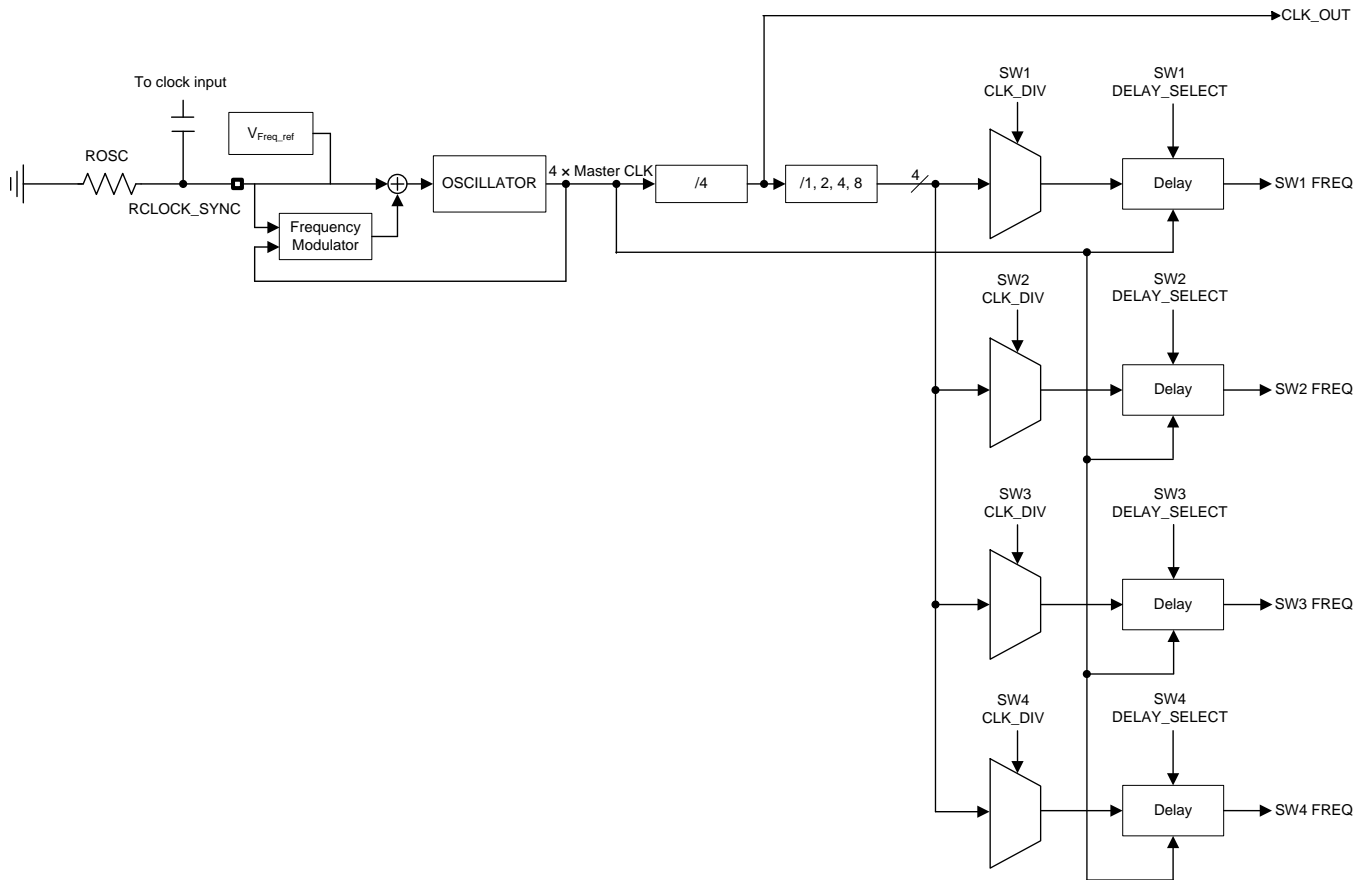 CLK_OUT
To clock input
SW1
CLK_DIV
SW1
DELAY_SELECT
VFreq_ref
ROSC
RCLOCK_SYNC
OSCILLATOR
4 × Master CLK
/4
/1, 2, 4, 8
4
Delay
SW1 FREQ
Frequency
Modulator
SW2
CLK_DIV
SW2
DELAY_SELECT
Delay
SW2 FREQ
SW3
CLK_DIV
SW3
DELAY_SELECT
Delay
SW3 FREQ
SW4
CLK_DIV
SW4
DELAY_SELECT
Delay
SW4 FREQ